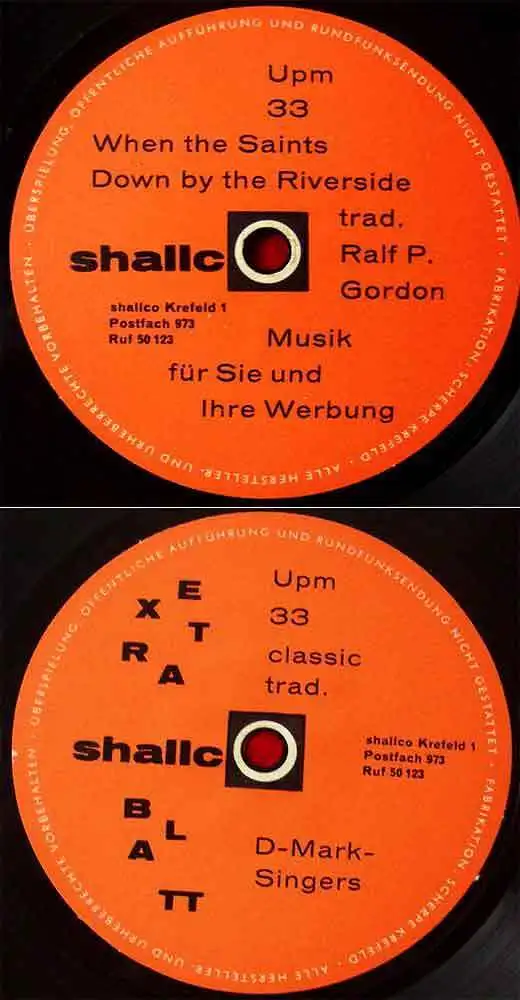 ÜBERSPIELUNG, ÖFFENTLICHE AUFFÜHRUNG UND RUNDFUNKSENDUNG NICHT GESTATTET · FABRIKATION: SCHERPE KREFELD · ALLE HERSTELLER- UND URHEBERRECHTE VORBEHALTEN ·
Upm
33
When the Saints
Down by the Riverside
trad.
Ralf P.
Gordon
shallco
shallco Krefeld 1
Postfach 973
Ruf 50 123
Musik
für Sie und
Ihre Werbung
ÜBERSPIELUNG, ÖFFENTLICHE AUFFÜHRUNG UND RUNDFUNKSENDUNG NICHT GESTATTET · FABRIKATION: SCHERPE KREFELD · ALLE HERSTELLER- UND URHEBERRECHTE VORBEHALTEN ·
EXTRA
Upm
33
classic
trad.
shallco
shallco Krefeld 1
Postfach 973
Ruf 50 123
BLATT
D-Mark-
Singers